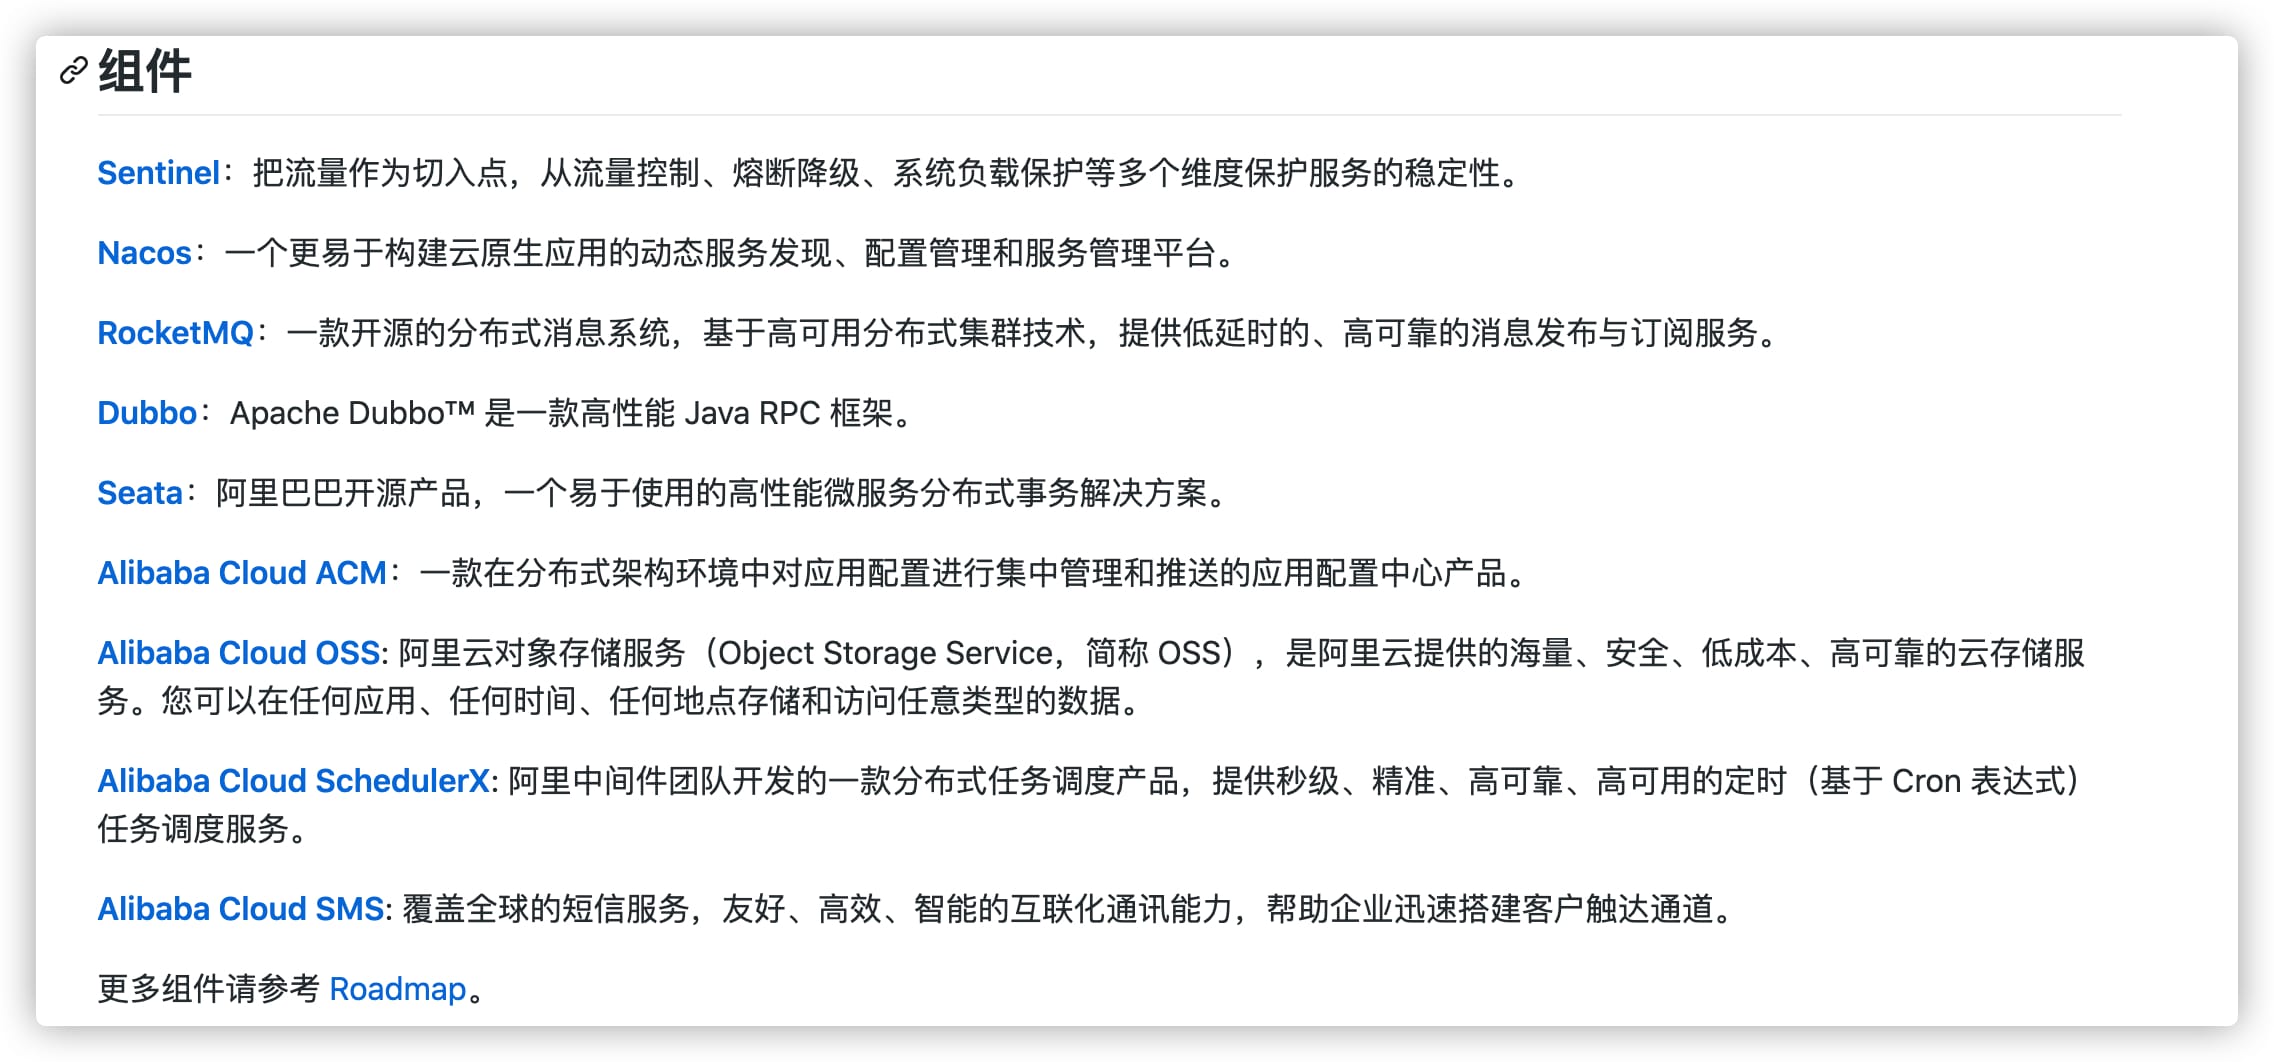 组件
Sentinel：把流量作为切入点，从流量控制、熔断降级、系统负载保护等多个维度保护服务的稳定性。
Nacos：一个更易于构建云原生应用的动态服务发现、配置管理和服务管理平台。
RocketMQ：一款开源的分布式消息系统，基于高可用分布式集群技术，提供低延时的、高可靠的消息发布与订阅服务。
Dubbo：Apache Dubbo™ 是一款高性能 Java RPC 框架。
Seata：阿里巴巴开源产品，一个易于使用的高性能微服务分布式事务解决方案。
Alibaba Cloud ACM：一款在分布式架构环境中对应用配置进行集中管理和推送的应用配置中心产品。
Alibaba Cloud OSS: 阿里云对象存储服务（Object Storage Service，简称 OSS），是阿里云提供的海量、安全、低成本、高可靠的云存储服
务。您可以在任何应用、任何时间、任何地点存储和访问任意类型的数据。
Alibaba Cloud SchedulerX: 阿里中间件团队开发的一款分布式任务调度产品，提供秒级、精准、高可靠、高可用的定时（基于 Cron 表达式）
任务调度服务。
Alibaba Cloud SMS: 覆盖全球的短信服务，友好、高效、智能的互联化通讯能力，帮助企业迅速搭建客户触达通道。
更多组件请参考 Roadmap。